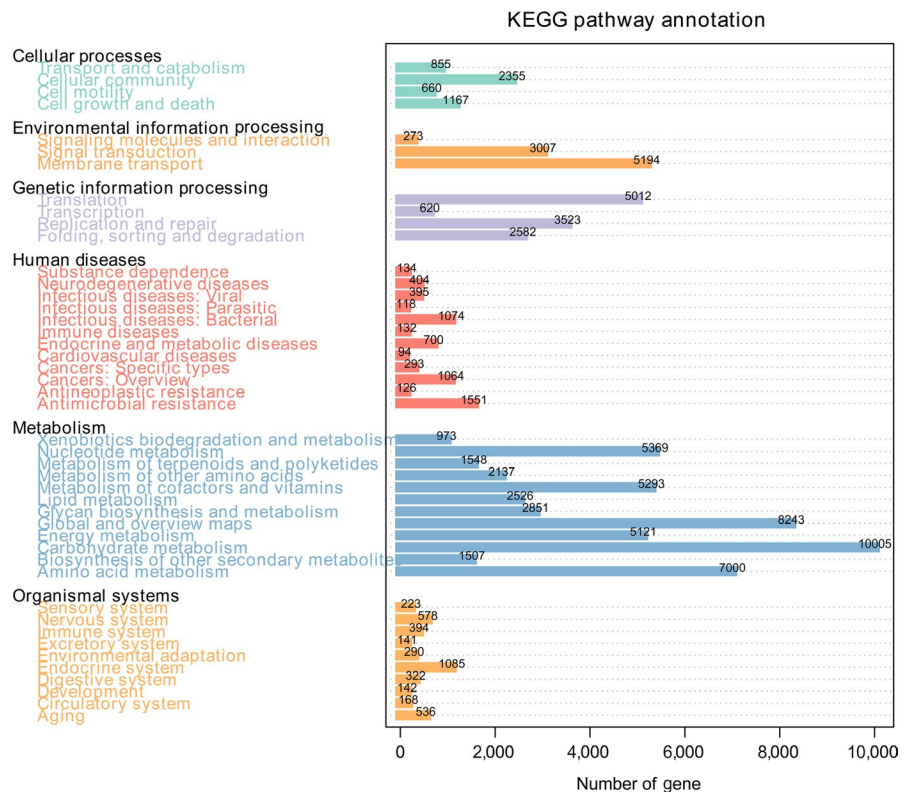 KEGG pathway annotation
Cellular processes
Transport and catabolism 855
Cellular community 2355
Cell motility 660
Cell growth and death 1167
Environmental information processing
Signaling molecules and interaction 273
Signal transduction 3007
Membrane transport 5194
Genetic information processing
Translation 5012
Transcription 620
Replication and repair 3523
Folding, sorting and degradation 2582
Human diseases
Substance dependence 134
Neurodegenerative diseases 404
Infectious diseases: Viral 395
Infectious diseases: Parasitic 118
Infectious diseases: Bacterial 1074
Immune diseases 132
Endocrine and metabolic diseases 700
Cardiovascular diseases 94
Cancers: Specific types 293
Cancers: Overview 1064
Antineoplastic resistance 126
Antimicrobial resistance 1551
Metabolism
Xenobiotics biodegradation and metabolism 973
Nucleotide metabolism 5369
Metabolism of terpenoids and polyketides 1548
Metabolism of other amino acids 2137
Metabolism of cofactors and vitamins 5293
Lipid metabolism 2526
Glycan biosynthesis and metabolism 2851
Global and overview maps 8243
Energy metabolism 5121
Carbohydrate metabolism 10005
Biosynthesis of other secondary metabolites 1507
Amino acid metabolism 7000
Organismal systems
Sensory system 223
Nervous system 578
Immune system 394
Excretory system 141
Environmental adaptation 290
Endocrine system 1085
Digestive system 322
Development 142
Circulatory system 168
Aging 536
0 2,000 4,000 6,000 8,000 10,000
Number of gene